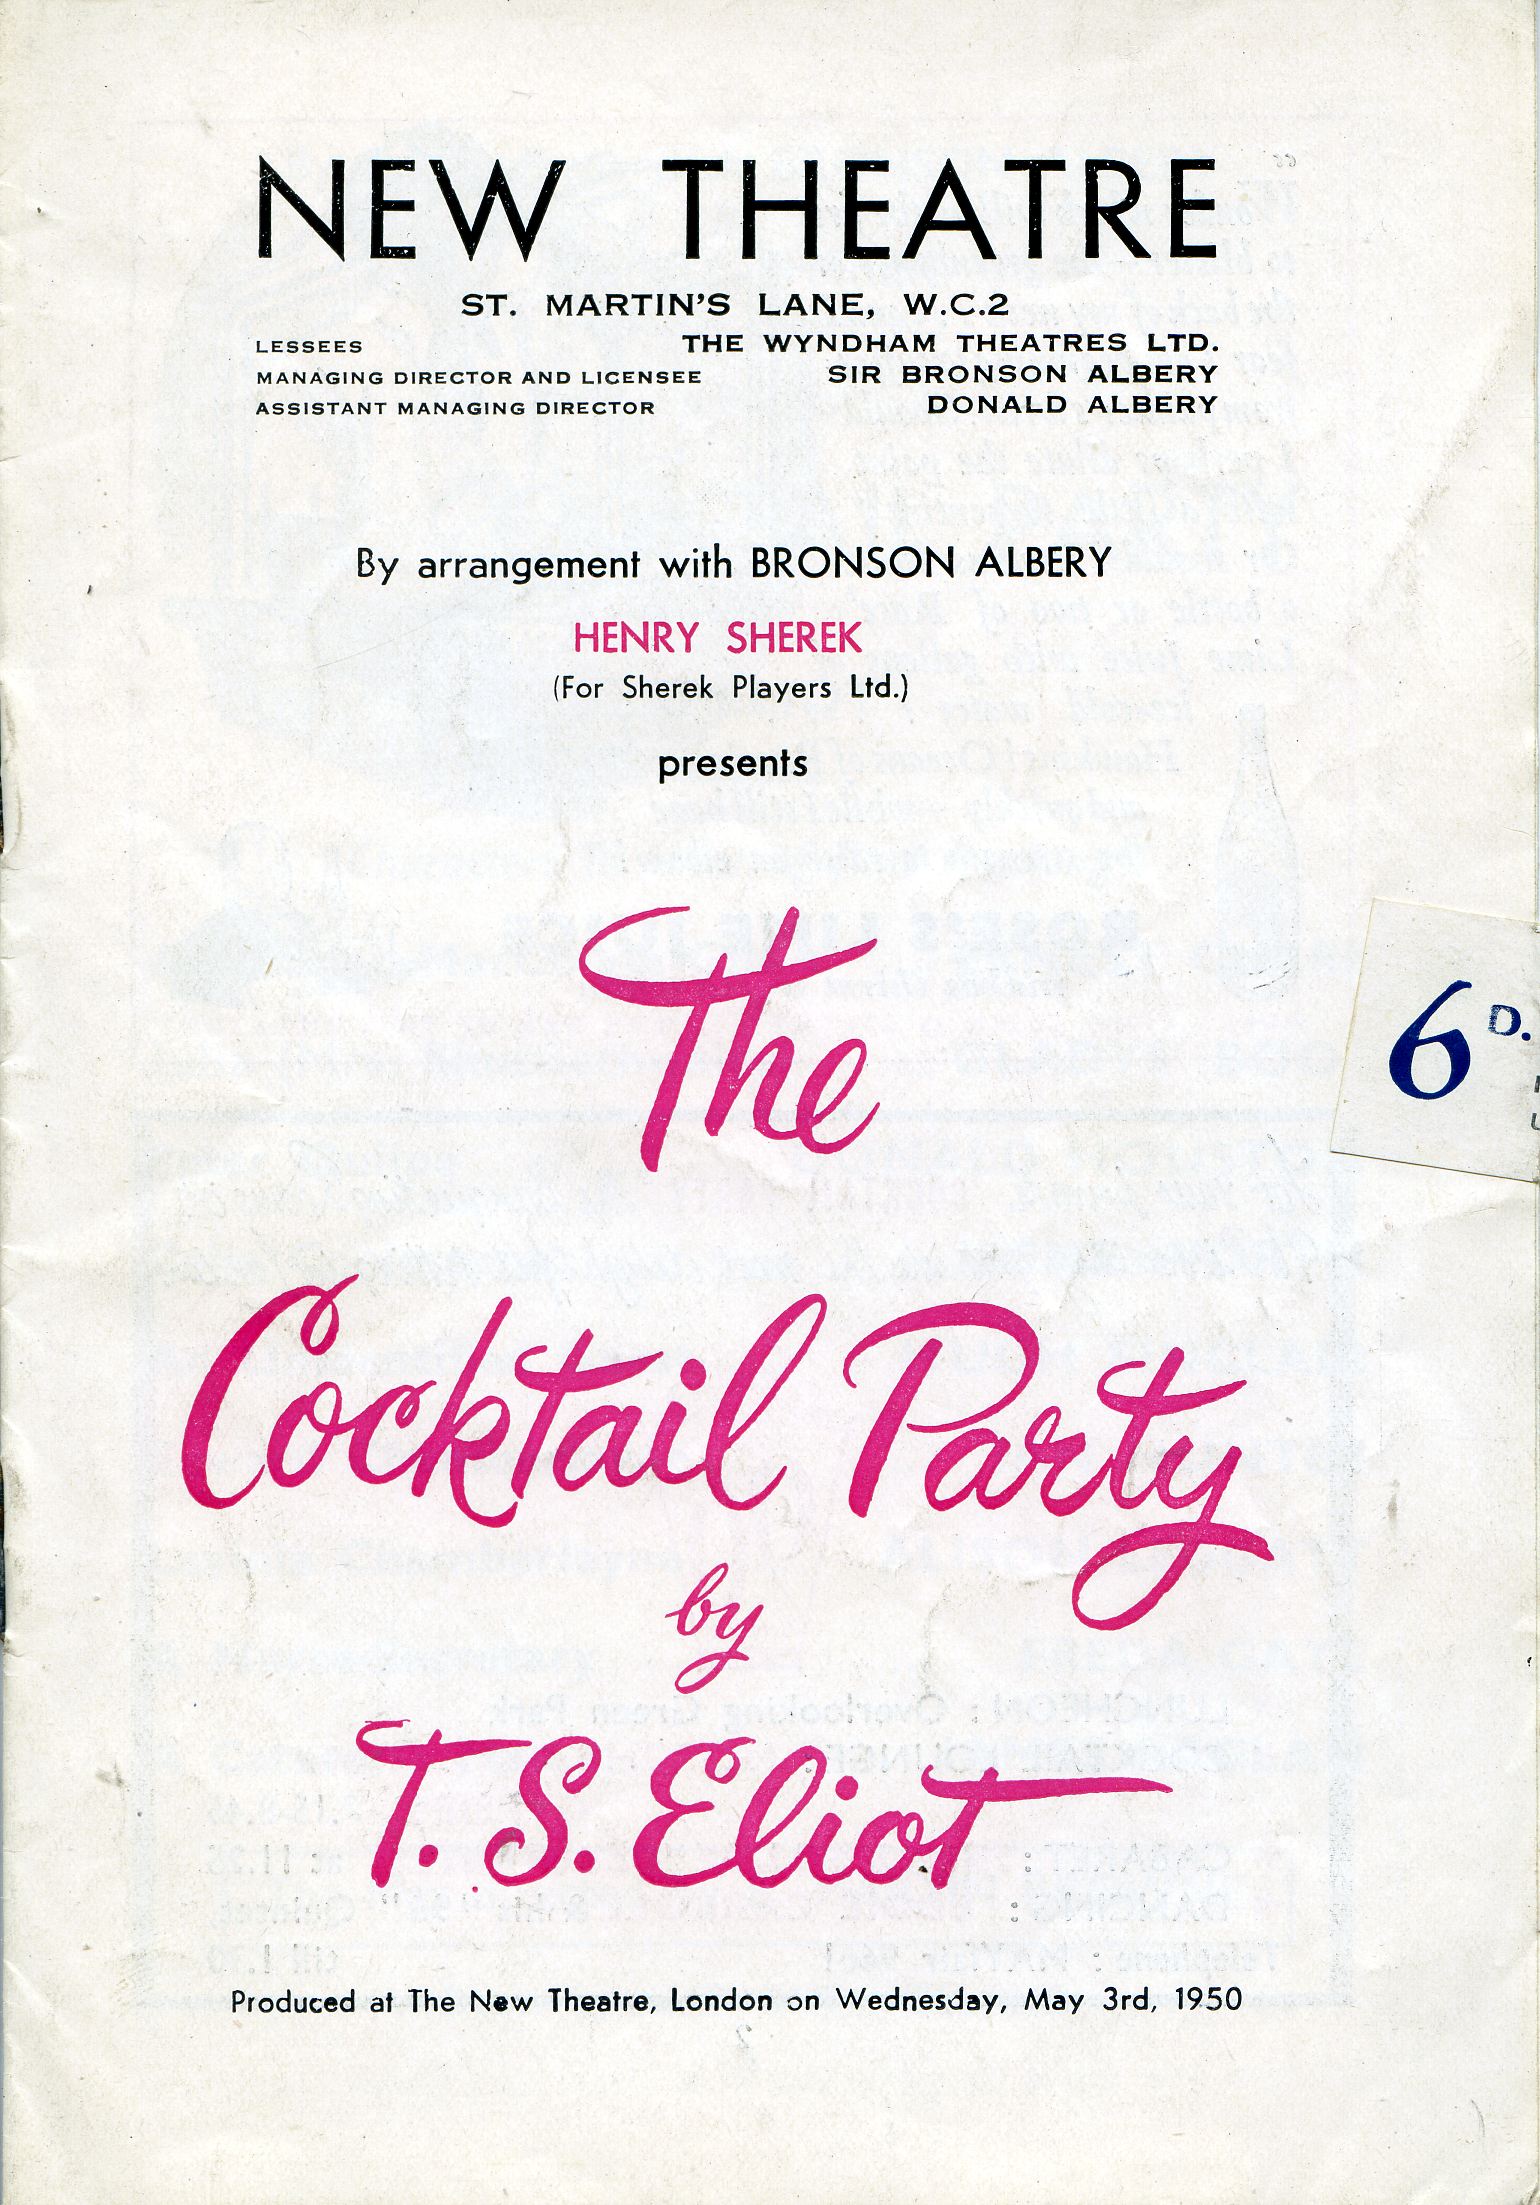 NEW THEATRE
ST. MARTIN'S LANE, W.C.2
LESSEES THE WYNDHAM THEATRES LTD.
MANAGING DIRECTOR AND LICENSEE SIR BRONSON ALBERY
ASSISTANT MANAGING DIRECTOR DONALD ALBERY
By arrangement with BRONSON ALBERY
HENRY SHEREK
(For Sherek Players Ltd.)
presents
The
6D.
Cocktail Party
by
T. S. Eliot
Produced at The New Theatre, London on Wednesday, May 3rd, 1950